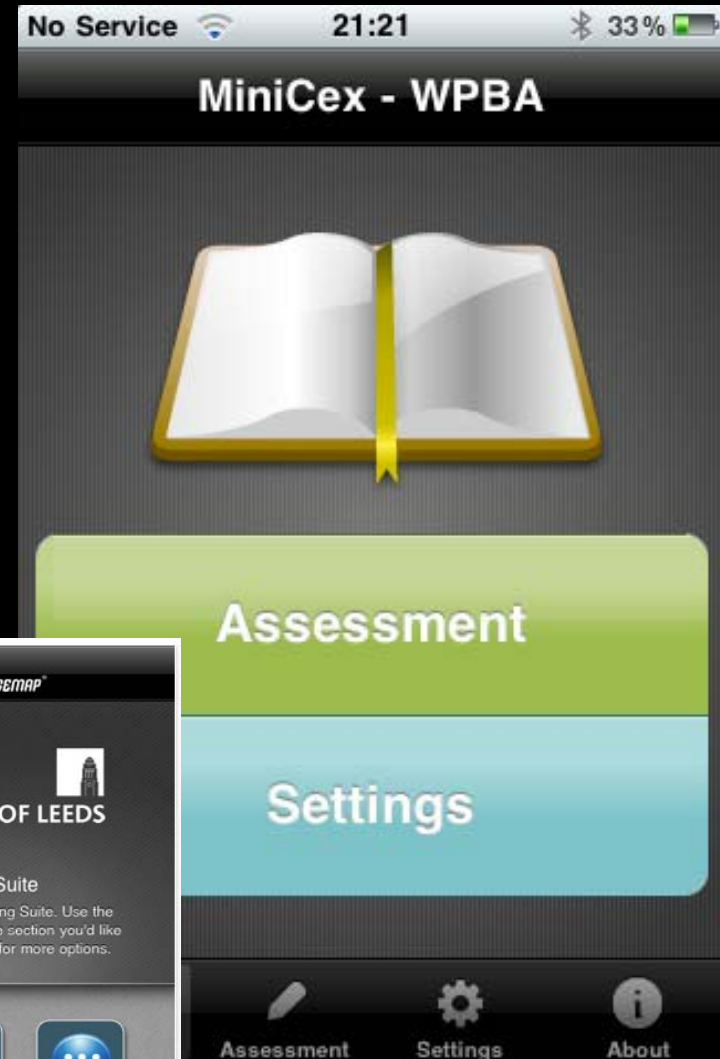 No Service 21:21 33%
MiniCex - WPBA
Assessment
Settings
OF LEEDS
Suite
ng Suite. Use the
section you'd like
for more options.
Assessment Settings About